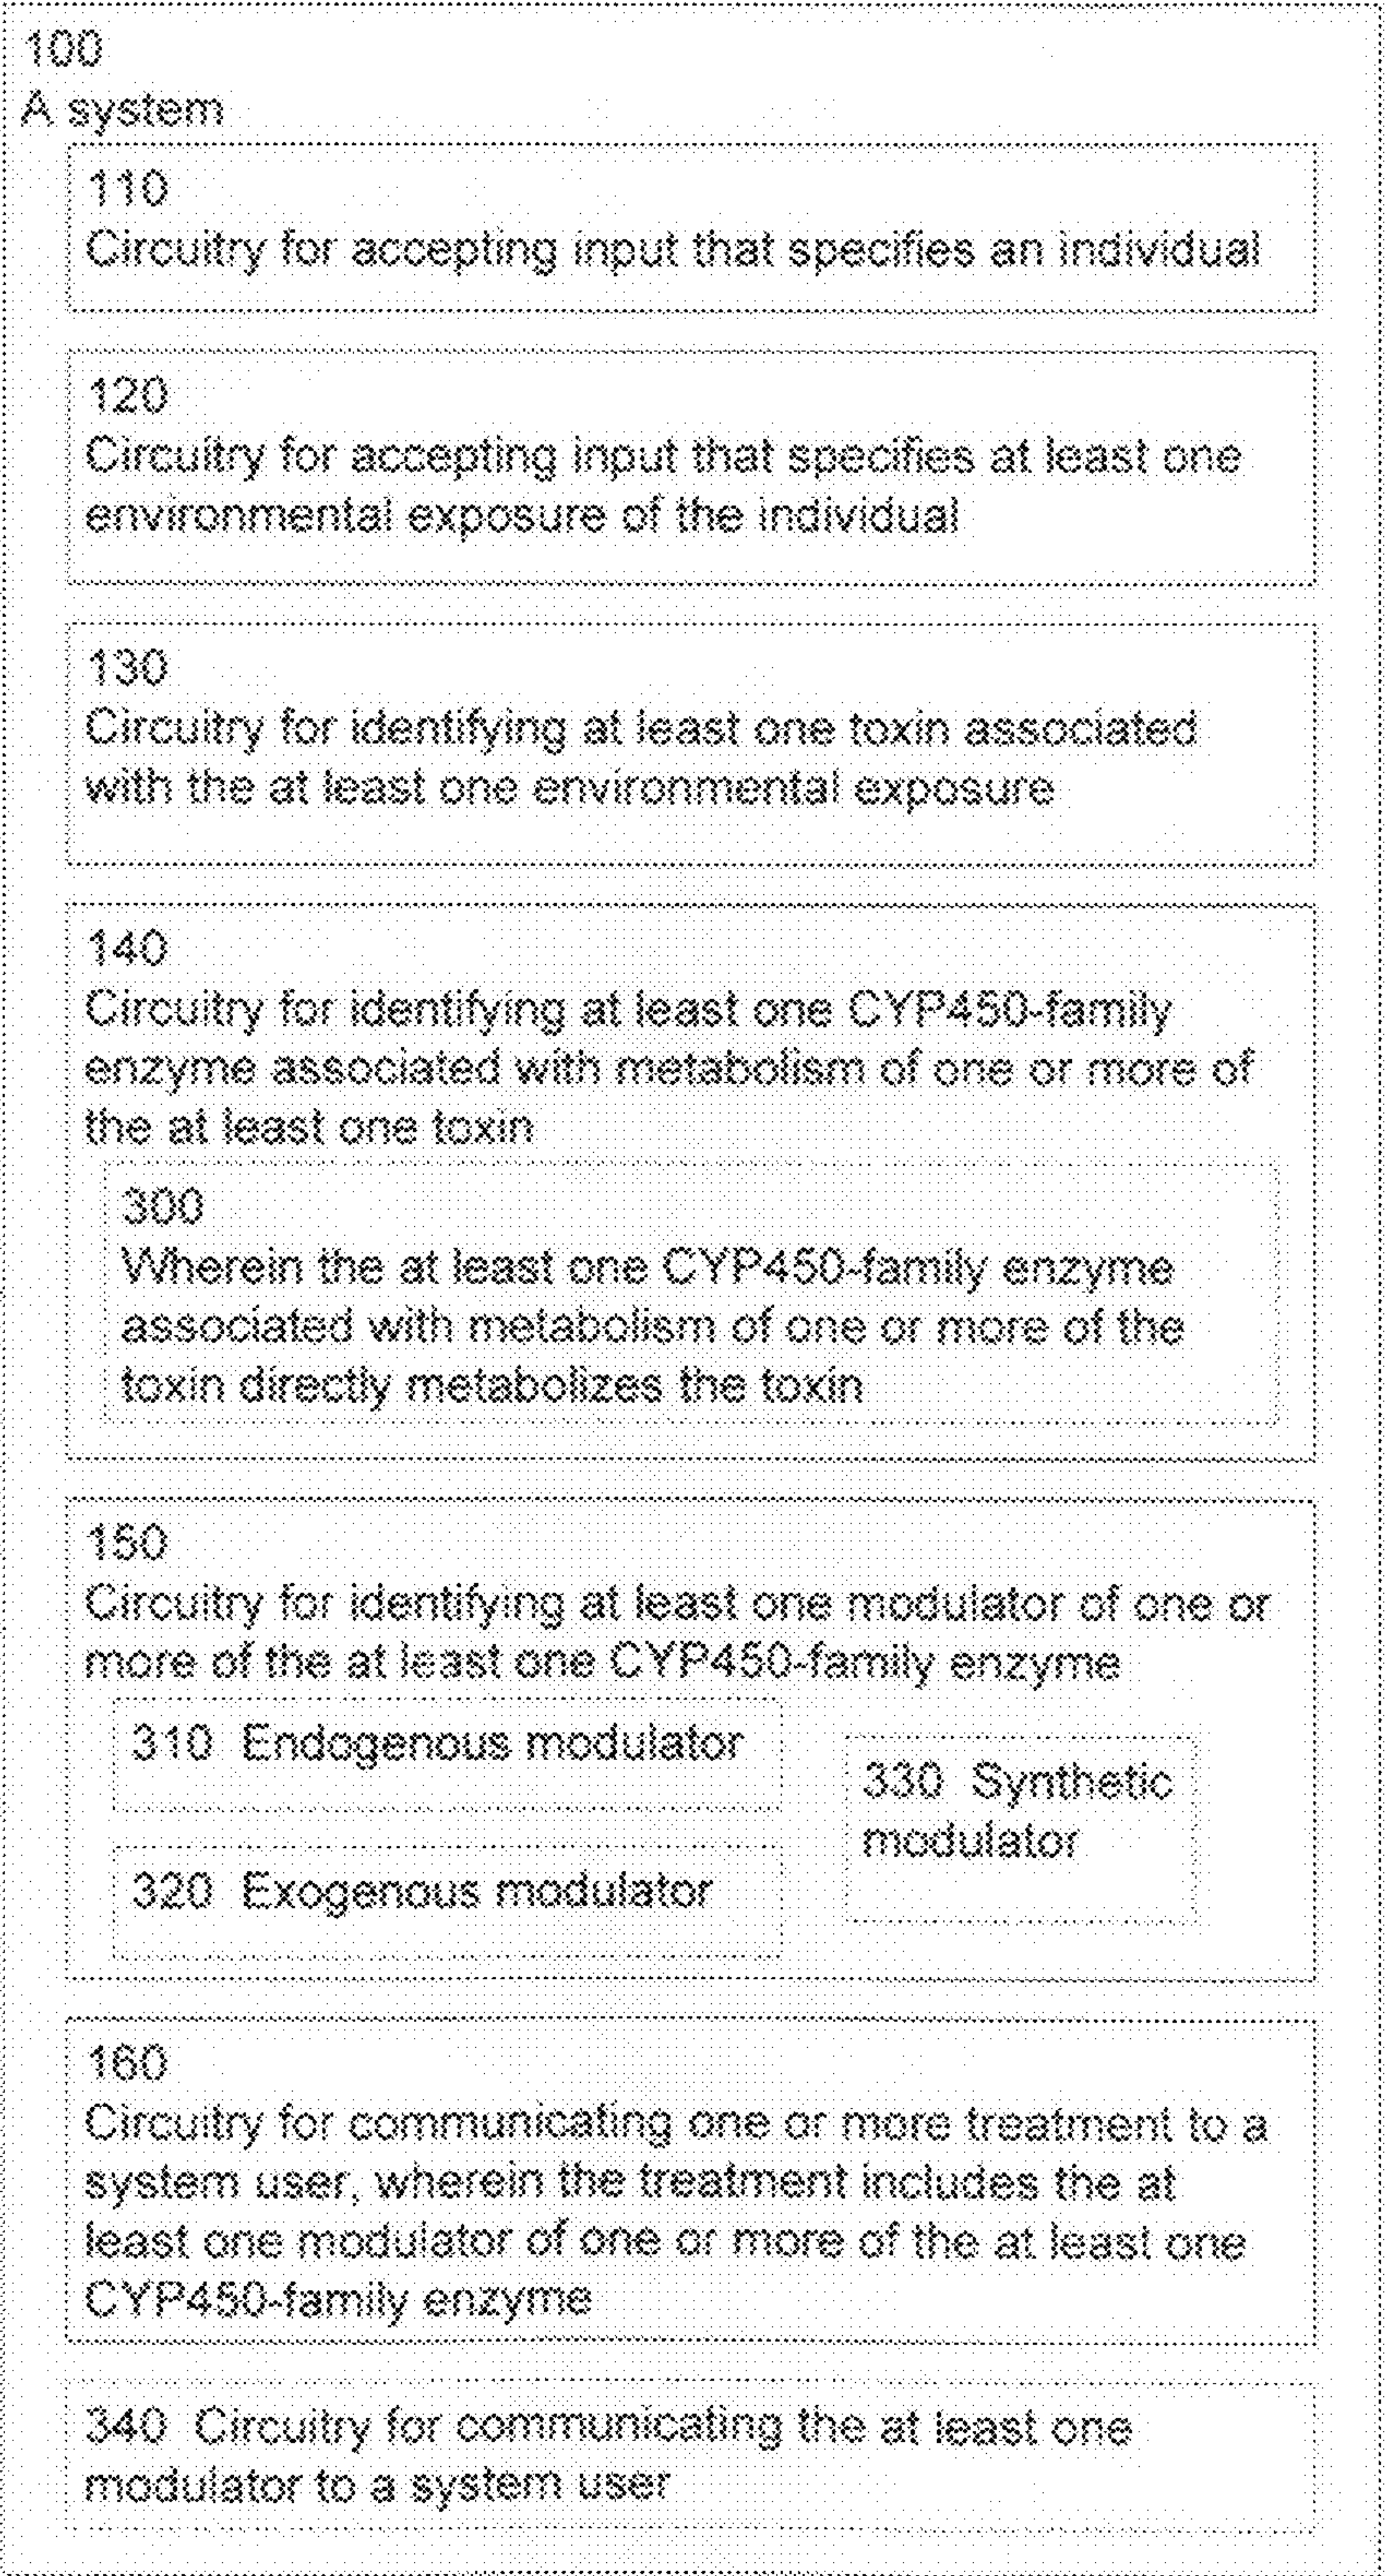 100
A system
110
Circuitry for accepting input that specifies an individual
120
Circuitry for accepting input that specifies at least one
environmental exposure of the individual
130
Circuitry for identifying at least one toxin associated
with the at least one environmental exposure
140
Circuitry for identifying at least one CYP450-family
enzyme associated with metabolism of one or more of
the at least one toxin
300
Wherein the at least one CYP450-family enzyme
associated with metabolism of one or more of the
toxin directly metabolizes the toxin
150
Circuitry for identifying at least one modulator of one or
more of the at least one CYP450-family enzyme
310 Endogenous modulator
320 Exogenous modulator
330 Synthetic
modulator
160
Circuitry for communicating one or more treatment to a
system user, wherein the treatment includes the at
least one modulator of one or more of the at least one
CYP450-family enzyme
340 Circuitry for communicating the at least one
modulator to a system user